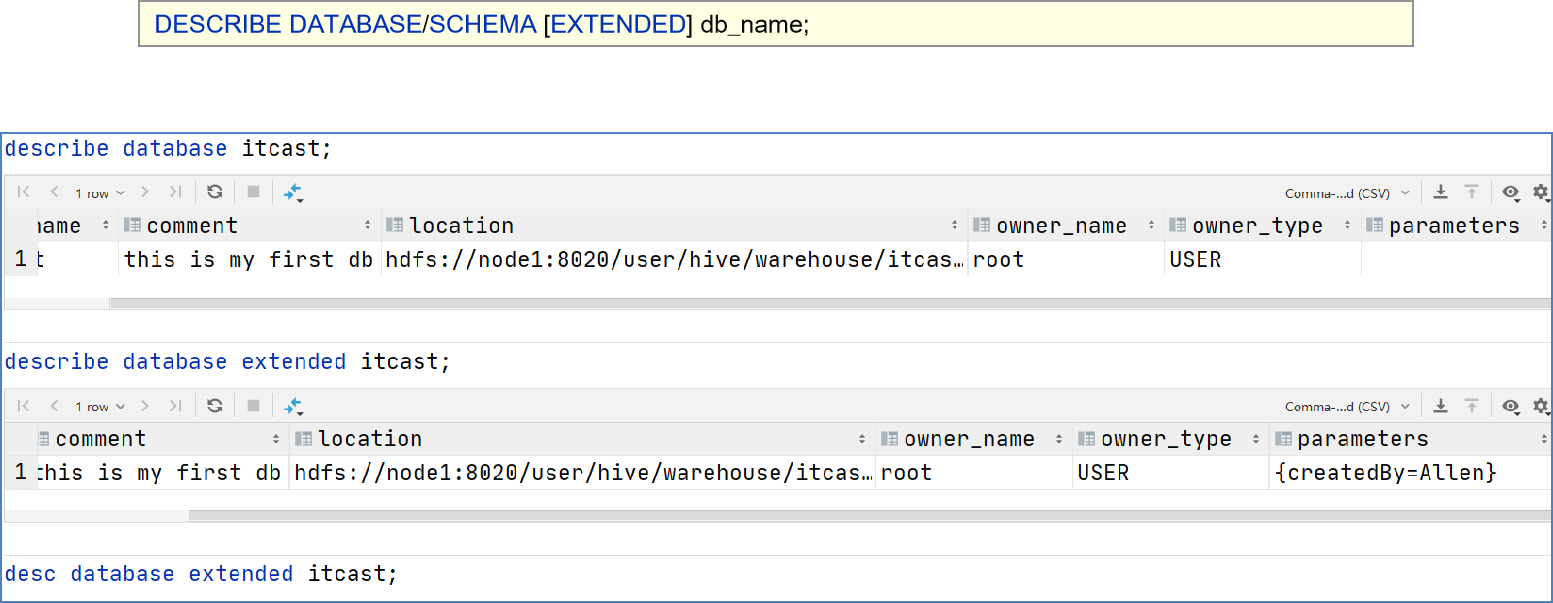 DESCRIBE DATABASE/SCHEMA [EXTENDED] db_name;
describe database itcast;
1 row Comma-...d (CSV)
comment location owner_name owner_type parameters
1 this is my first db hdfs://node1:8020/user/hive/warehouse/itcas… root USER
describe database extended itcast;
1 row Comma-...d (CSV)
comment location owner_name owner_type parameters
1 this is my first db hdfs://node1:8020/user/hive/warehouse/itcas… root USER {createdBy=Allen}
desc database extended itcast;